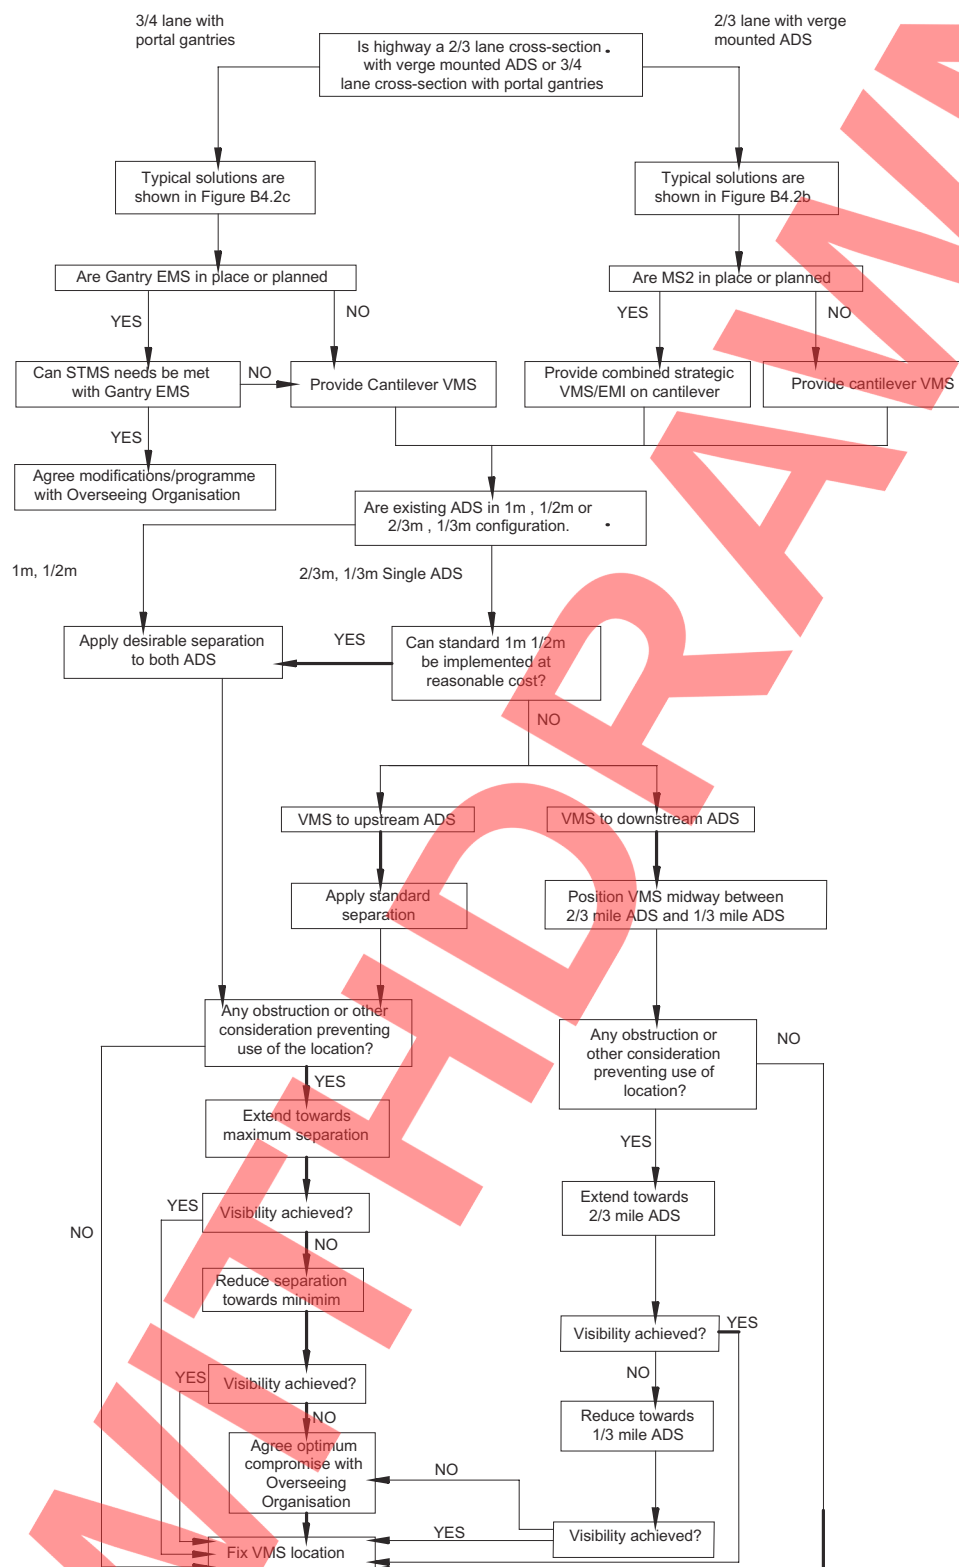 3/4 lane with
portal gantries
2/3 lane with verge
mounted ADS
Is highway a 2/3 lane cross-section
with verge mounted ADS or 3/4
lane cross-section with portal gantries
Typical solutions are
shown in Figure B4.2c
Typical solutions are
shown in Figure B4.2b
Are Gantry EMS in place or planned
Are MS2 in place or planned
YES
NO
YES
NO
Can STMS needs be met
with Gantry EMS
NO
Provide Cantilever VMS
Provide combined strategic
VMS/EMI on cantilever
Provide cantilever VMS
YES
Agree modifications/programme
with Overseeing Organisation
Are existing ADS in 1m , 1/2m or
2/3m , 1/3m configuration.
1m, 1/2m
2/3m, 1/3m Single ADS
Apply desirable separation
to both ADS
YES
Can standard 1m 1/2m
be implemented at
reasonable cost?
NO
VMS to upstream ADS
VMS to downstream ADS
Apply standard
separation
Position VMS midway between
2/3 mile ADS and 1/3 mile ADS
Any obstruction or other
consideration preventing
use of the location?
Any obstruction or
other consideration
preventing use of
location?
NO
YES
Extend towards
maximum separation
YES
YES
Visibility achieved?
Extend towards
2/3 mile ADS
NO
NO
Reduce separation
towards minimim
Visibility achieved?
YES
YES
Visibility achieved?
NO
NO
Reduce towards
1/3 mile ADS
Agree optimum
compromise with
Overseeing
Organisation
NO
YES
Visibility achieved?
Fix VMS location
WITHDRAWN